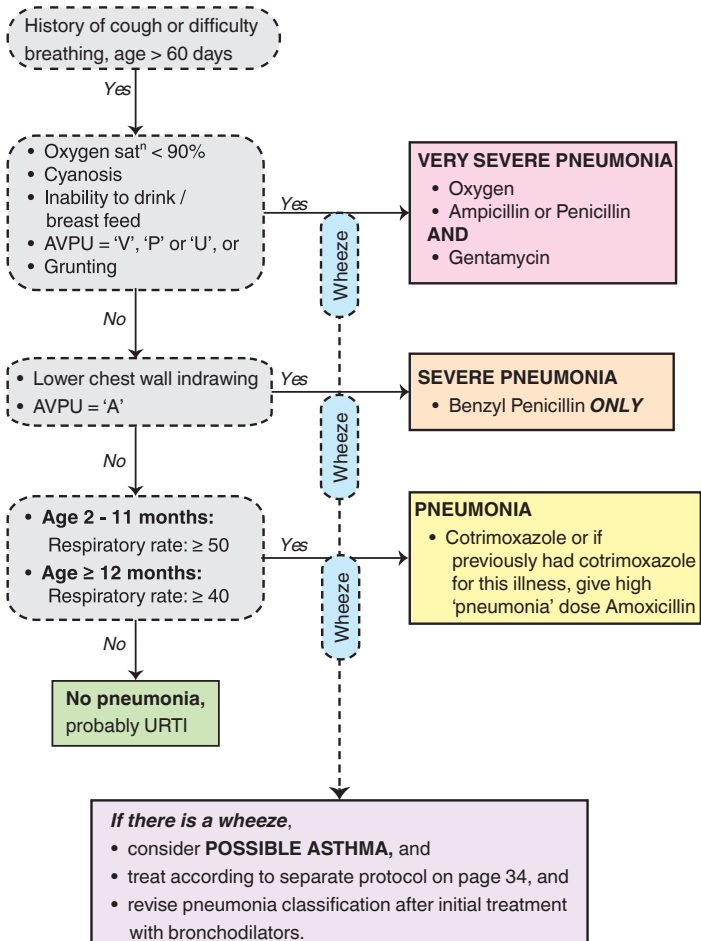 History of cough or difficulty
breathing, age > 60 days
Yes
• Oxygen satⁿ < 90%
• Cyanosis
• Inability to drink /
breast feed
• AVPU = ‘V’, ‘P’ or ‘U’, or
• Grunting
Yes
Wheeze
VERY SEVERE PNEUMONIA
• Oxygen
• Ampicillin or Penicillin
AND
• Gentamycin
No
• Lower chest wall indrawing
• AVPU = ‘A’
Yes
Wheeze
SEVERE PNEUMONIA
• Benzyl Penicillin ONLY
No
• Age 2 - 11 months:
Respiratory rate: ≥ 50
• Age ≥ 12 months:
Respiratory rate: ≥ 40
Yes
Wheeze
PNEUMONIA
• Cotrimoxazole or if
previously had cotrimoxazole
for this illness, give high
‘pneumonia’ dose Amoxicillin
No
No pneumonia,
probably URTI
If there is a wheeze,
• consider POSSIBLE ASTHMA, and
• treat according to separate protocol on page 34, and
• revise pneumonia classification after initial treatment
with bronchodilators.